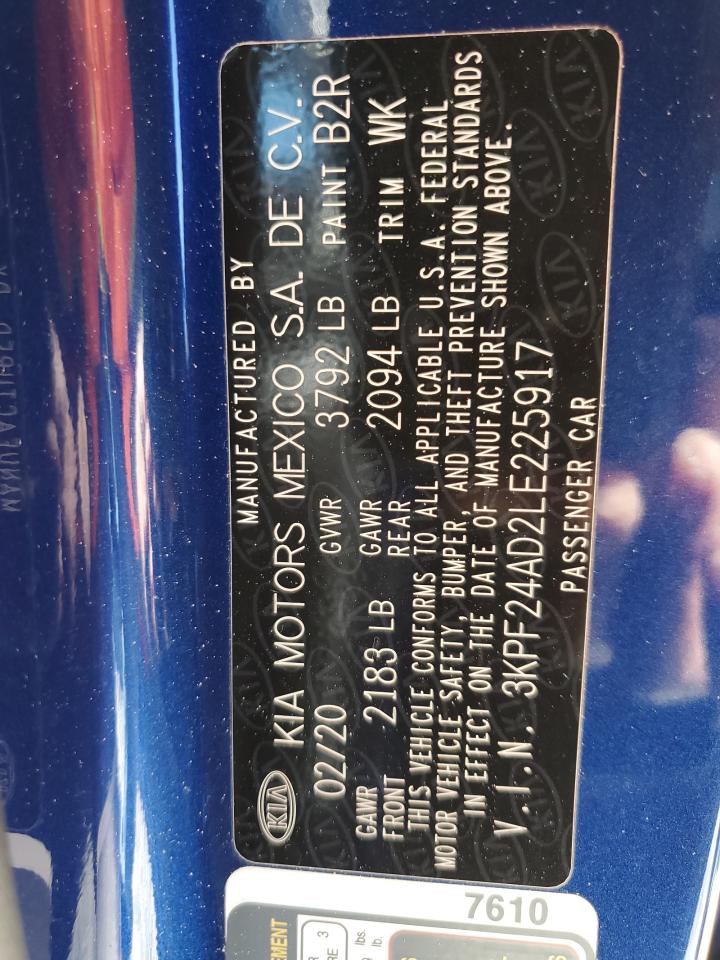 MANUFACTURED BY
KIA KIA MOTORS MEXICO S.A. DE C.V.
02/20 GVWR 3792 LB PAINT B2R
GAWR FRONT 2183 LB GAWR REAR 2094 LB TRIM WK
THIS VEHICLE CONFORMS TO ALL APPLICABLE U.S.A. FEDERAL
MOTOR VEHICLE SAFETY, BUMPER, AND THEFT PREVENTION STANDARDS
IN EFFECT ON THE DATE OF MANUFACTURE SHOWN ABOVE.
V.I.N. 3KPF24AD2LE225917
PASSENGER CAR
7610